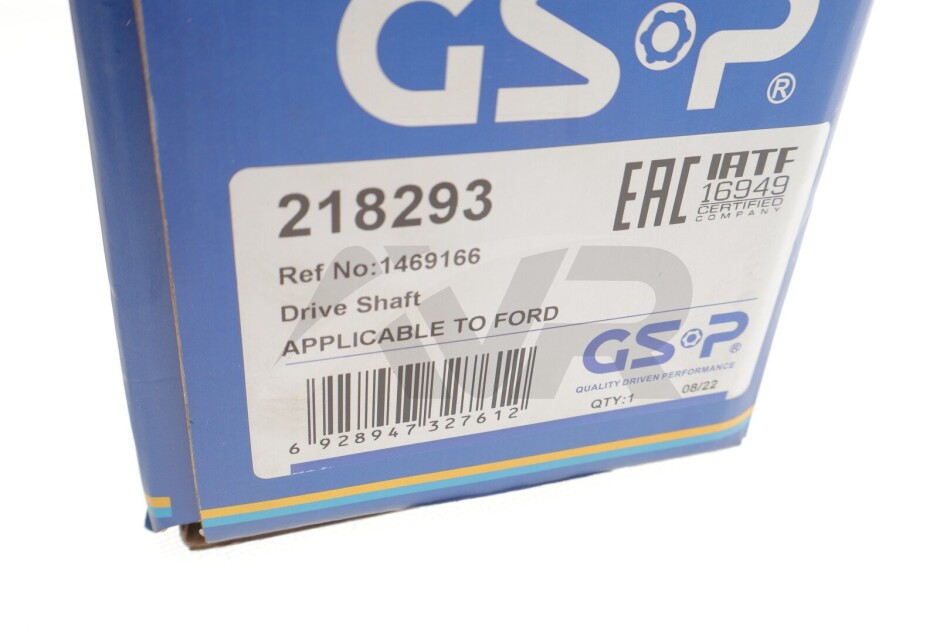 GSP®
218293
EAC
IATF
16949
CERTIFIED
COMPANY
Ref No:1469166
Drive Shaft
APPLICABLE TO FORD
GSP®
QUALITY DRIVEN PERFORMANCE
QTY:1 08/22
6 928947 327612